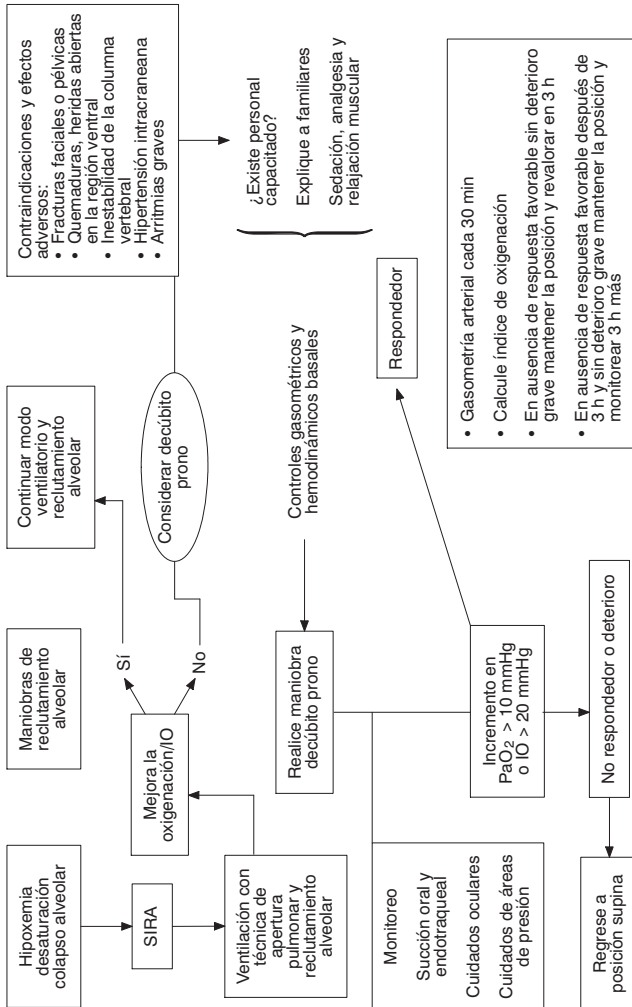 Hipoxemia
desaturación
colapso alveolar
SIRA
Ventilación con
técnica de
apertura
pulmonar y
reclutamiento
alveolar
Maniobras de
reclutamiento
alveolar
Mejora la
oxigenación/IO
Sí
No
Continuar modo
ventilatorio y
reclutamiento
alveolar
Considerar decúbito
prono
Contraindicaciones y efectos
adversos:
• Fracturas faciales o pélvicas
• Quemaduras, heridas abiertas
en la región ventral
• Inestabilidad de la columna
vertebral
• Hipertensión intracraneana
• Arritmias graves
¿Existe personal
capacitado?
Explique a familiares
Sedación, analgesia y
relajación muscular
Controles gasométricos y
hemodinámicos basales
Realice maniobra
decúbito prono
Monitoreo
Succión oral y
endotraqueal
Cuidados oculares
Cuidados de áreas
de presión
Incremento en
PaO₂ > 10 mmHg
o IO > 20 mmHg
Respondedor
No respondedor o deterioro
Regrese a
posición supina
• Gasometría arterial cada 30 min
• Calcule índice de oxigenación
• En ausencia de respuesta favorable sin deterioro
grave mantener la posición y revalorar en 3 h
• En ausencia de respuesta favorable después de
3 h y sin deterioro grave mantener la posición y
monitorear 3 h más